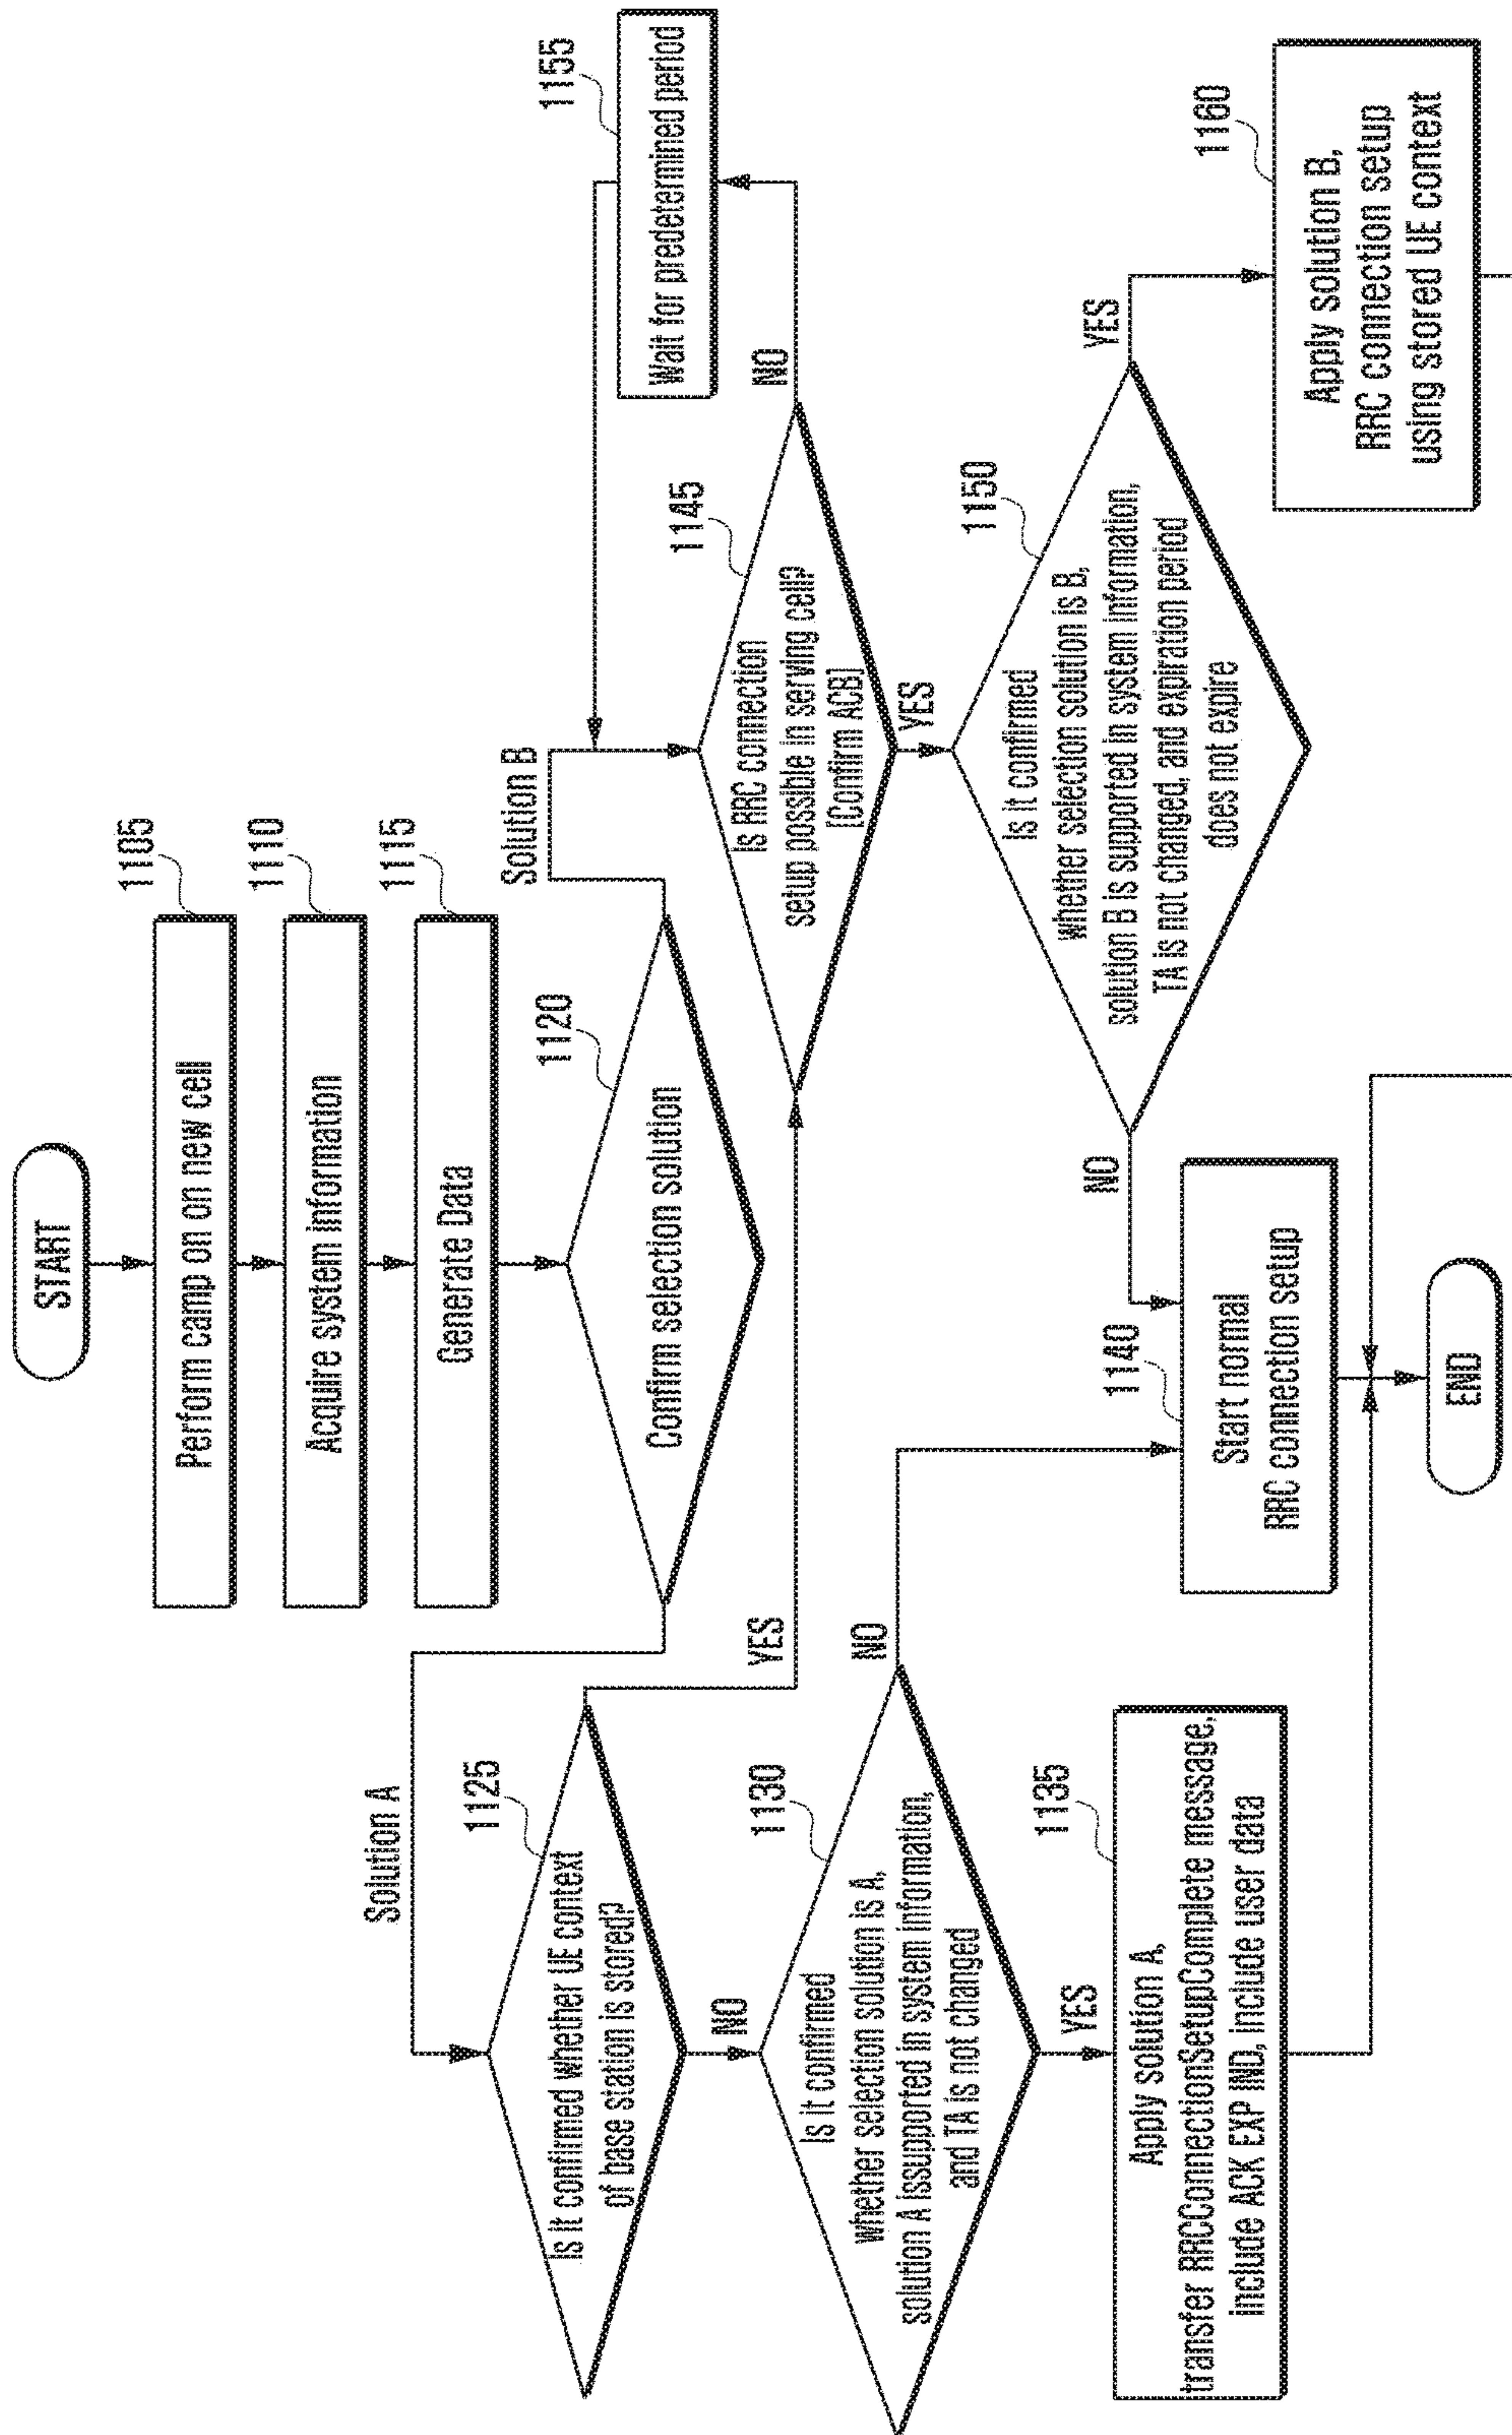 START
1105
Perform camp on on new cell
1110
Acquire system information
1115
Generate Data
1120
Confirm selection solution
Solution A
Solution B
1125
Is it confirmed whether UE context
of base station is stored?
YES
NO
1130
Is it confirmed
whether selection solution is A,
solution A issupported in system information,
and TA is not changed
NO
YES
1135
Apply solution A,
transfer RRCConnectionSetupComplete message,
include ACK EXP IND, include user data
1140
Start normal
RRC connection setup
1145
Is RRC connection
setup possible in serving cell?
[Confirm ACB]
NO
YES
1155
Wait for predetermined period
1150
Is it confirmed
whether selection solution is B,
solution B is supported in system information,
TA is not changed, and expiration period
does not expire
NO
YES
1160
Apply solution B,
RRC connection setup
using stored UE context
END